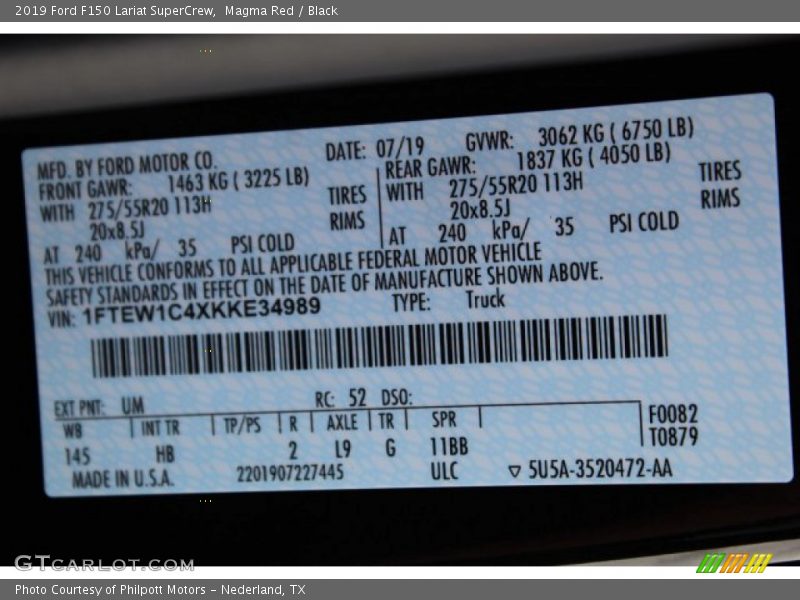 2019 Ford F150 Lariat SuperCrew,  Magma Red / Black
MFD. BY FORD MOTOR CO. DATE: 07/19 GVWR: 3062 KG ( 6750 LB)
FRONT GAWR: 1463 KG ( 3225 LB) REAR GAWR: 1837 KG ( 4050 LB)
WITH 275/55R20 113H TIRES WITH 275/55R20 113H TIRES
20x8.5J RIMS 20x8.5J RIMS
AT 240 kPa/ 35 PSI COLD AT 240 kPa/ 35 PSI COLD
THIS VEHICLE CONFORMS TO ALL APPLICABLE FEDERAL MOTOR VEHICLE
SAFETY STANDARDS IN EFFECT ON THE DATE OF MANUFACTURE SHOWN ABOVE.
VIN: 1FTEW1C4XKKE34989 TYPE: Truck
EXT PNT: UM RC: 52 DSO:
WB INT TR TP/PS R AXLE TR SPR F0082
145 HB 2 L9 G 11BB T0879
MADE IN U.S.A. 2201907227445 ULC ▽ 5U5A-3520472-AA
GTCARLOT.COM
Photo Courtesy of Philpott Motors - Nederland, TX